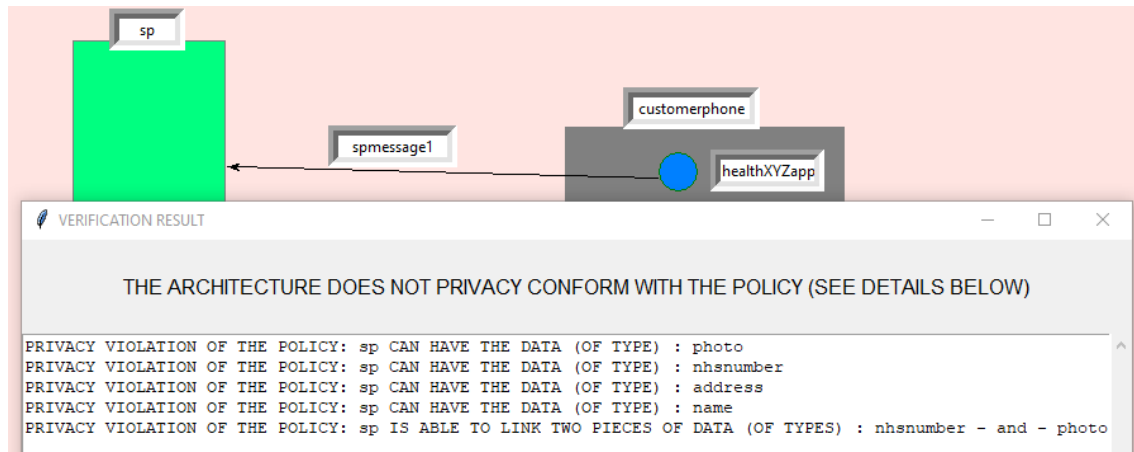 sp
customerphone
spmessage1
healthXYZapp
VERIFICATION RESULT
THE ARCHITECTURE DOES NOT PRIVACY CONFORM WITH THE POLICY (SEE DETAILS BELOW)
PRIVACY VIOLATION OF THE POLICY: sp CAN HAVE THE DATA (OF TYPE) : photo
PRIVACY VIOLATION OF THE POLICY: sp CAN HAVE THE DATA (OF TYPE) : nhsnumber
PRIVACY VIOLATION OF THE POLICY: sp CAN HAVE THE DATA (OF TYPE) : address
PRIVACY VIOLATION OF THE POLICY: sp CAN HAVE THE DATA (OF TYPE) : name
PRIVACY VIOLATION OF THE POLICY: sp IS ABLE TO LINK TWO PIECES OF DATA (OF TYPES) : nhsnumber - and - photo